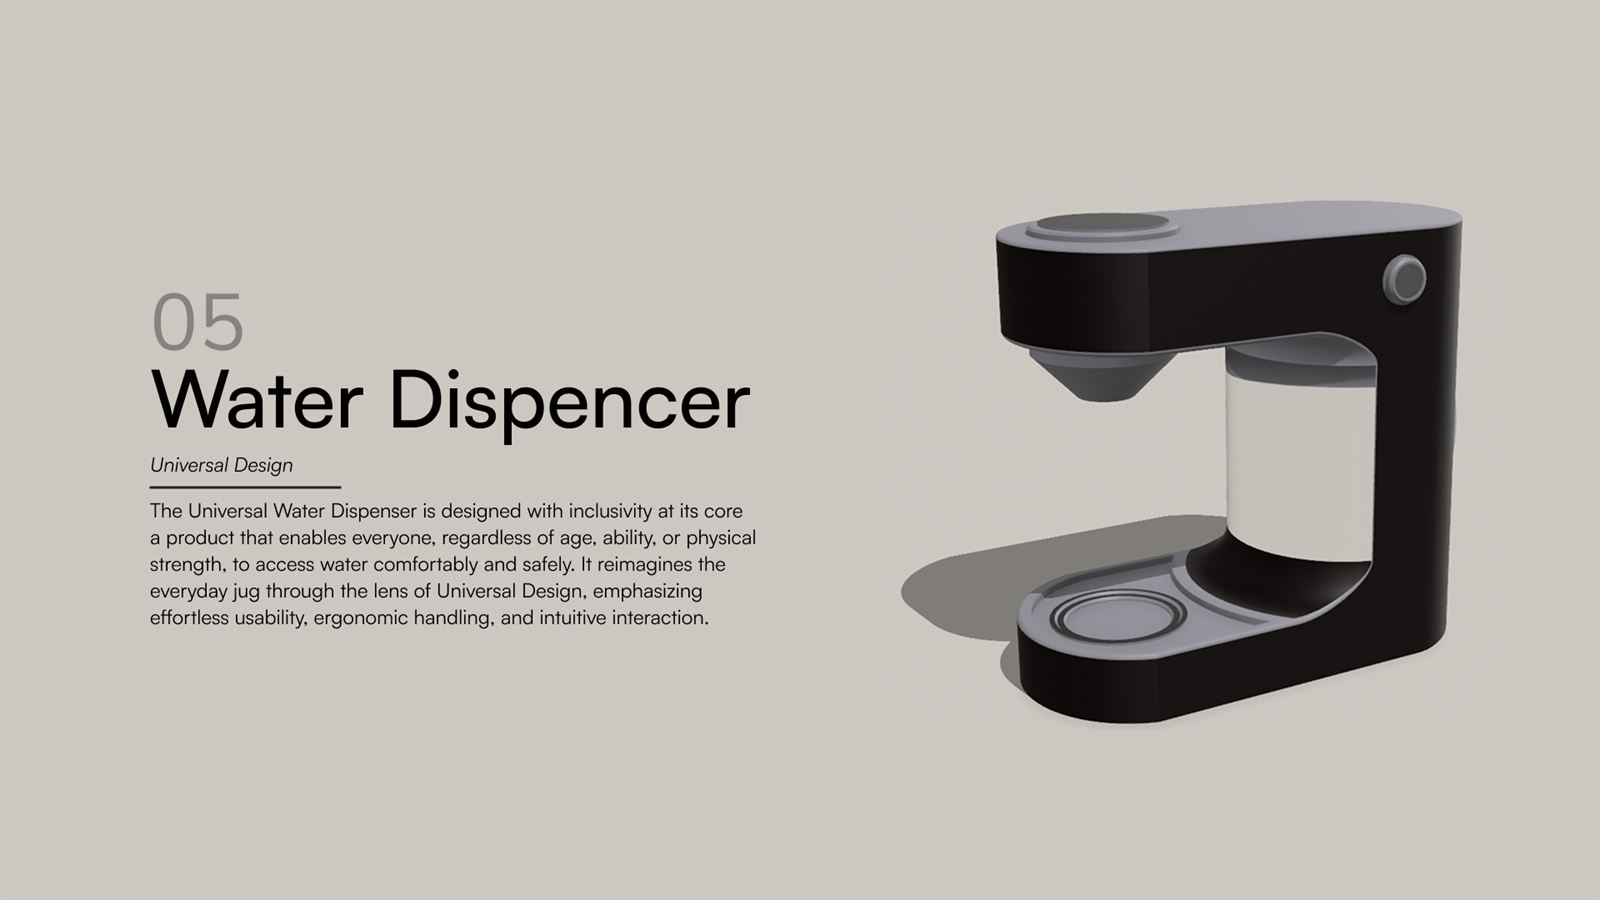 05
Water Dispencer
Universal Design
The Universal Water Dispenser is designed with inclusivity at its core
a product that enables everyone, regardless of age, ability, or physical
strength, to access water comfortably and safely. It reimagines the
everyday jug through the lens of Universal Design, emphasizing
effortless usability, ergonomic handling, and intuitive interaction.